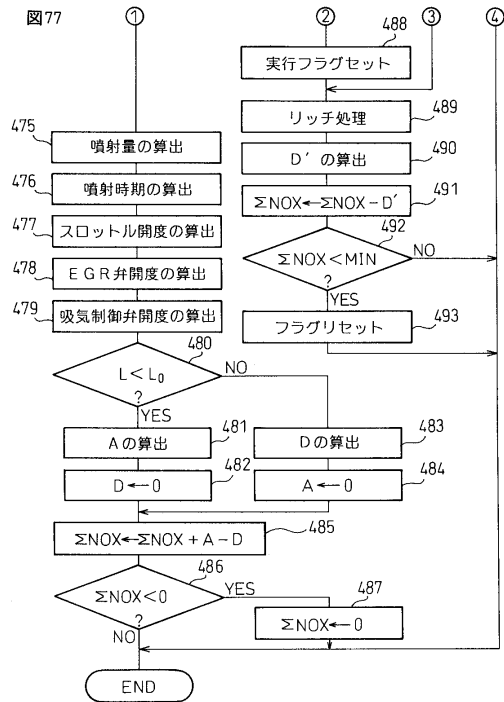 図77
①
②
③
④
488
実行フラグセット
489
リッチ処理
490
D′の算出
491
ΣNOX←ΣNOX-D′
492
ΣNOX<MIN
?
NO
YES
493
フラグリセット
475
噴射量の算出
476
噴射時期の算出
477
スロットル開度の算出
478
EGR弁開度の算出
479
吸気制御弁開度の算出
480
L<L₀
?
NO
YES
481
Aの算出
482
D←0
483
Dの算出
484
A←0
485
ΣNOX←ΣNOX+A-D
486
ΣNOX<0
?
YES
NO
487
ΣNOX←0
END